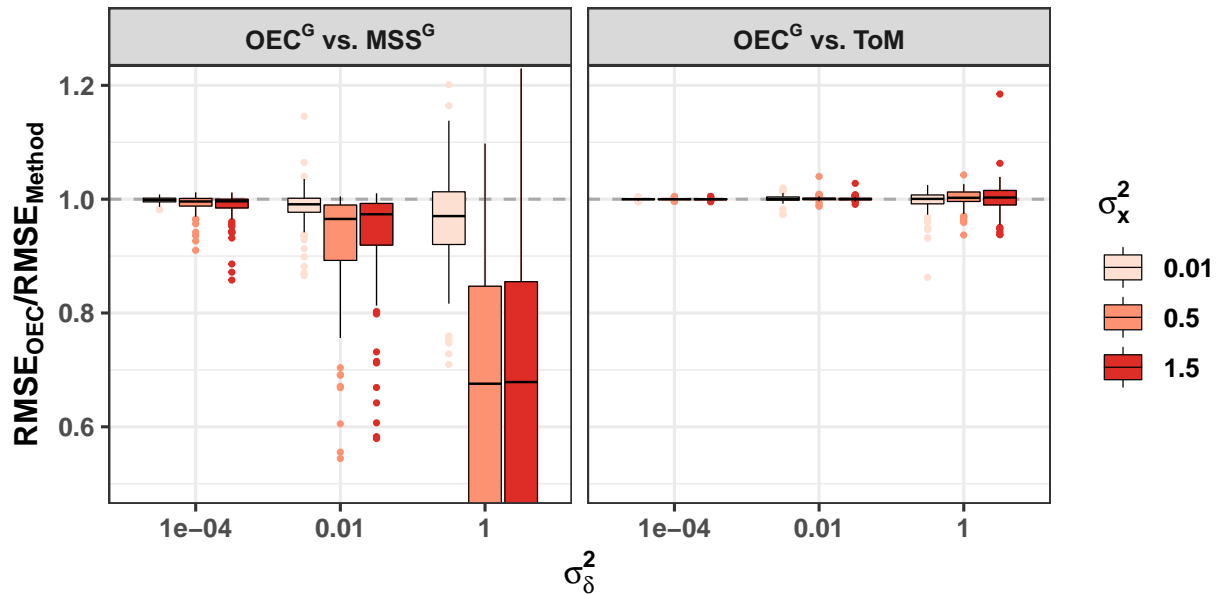 OEC^G vs. MSS^G
OEC^G vs. ToM
RMSE_OEC/RMSE_Method
1.2
1.0
0.8
0.6
1e−04
0.01
1
1e−04
0.01
1
σ_δ^2
σ_x^2
0.01
0.5
1.5